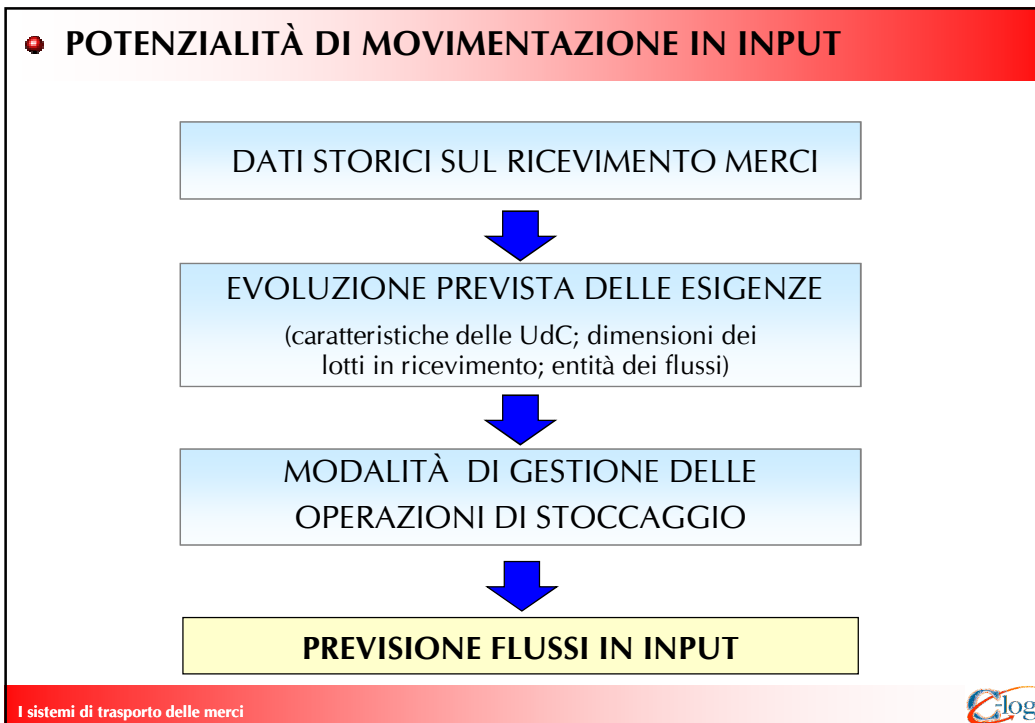 POTENZIALITÀ DI MOVIMENTAZIONE IN INPUT
DATI STORICI SUL RICEVIMENTO MERCI
EVOLUZIONE PREVISTA DELLE ESIGENZE
(caratteristiche delle UdC; dimensioni dei
lotti in ricevimento; entità dei flussi)
MODALITÀ DI GESTIONE DELLE
OPERAZIONI DI STOCCAGGIO
PREVISIONE FLUSSI IN INPUT
I sistemi di trasporto delle merci
C-log